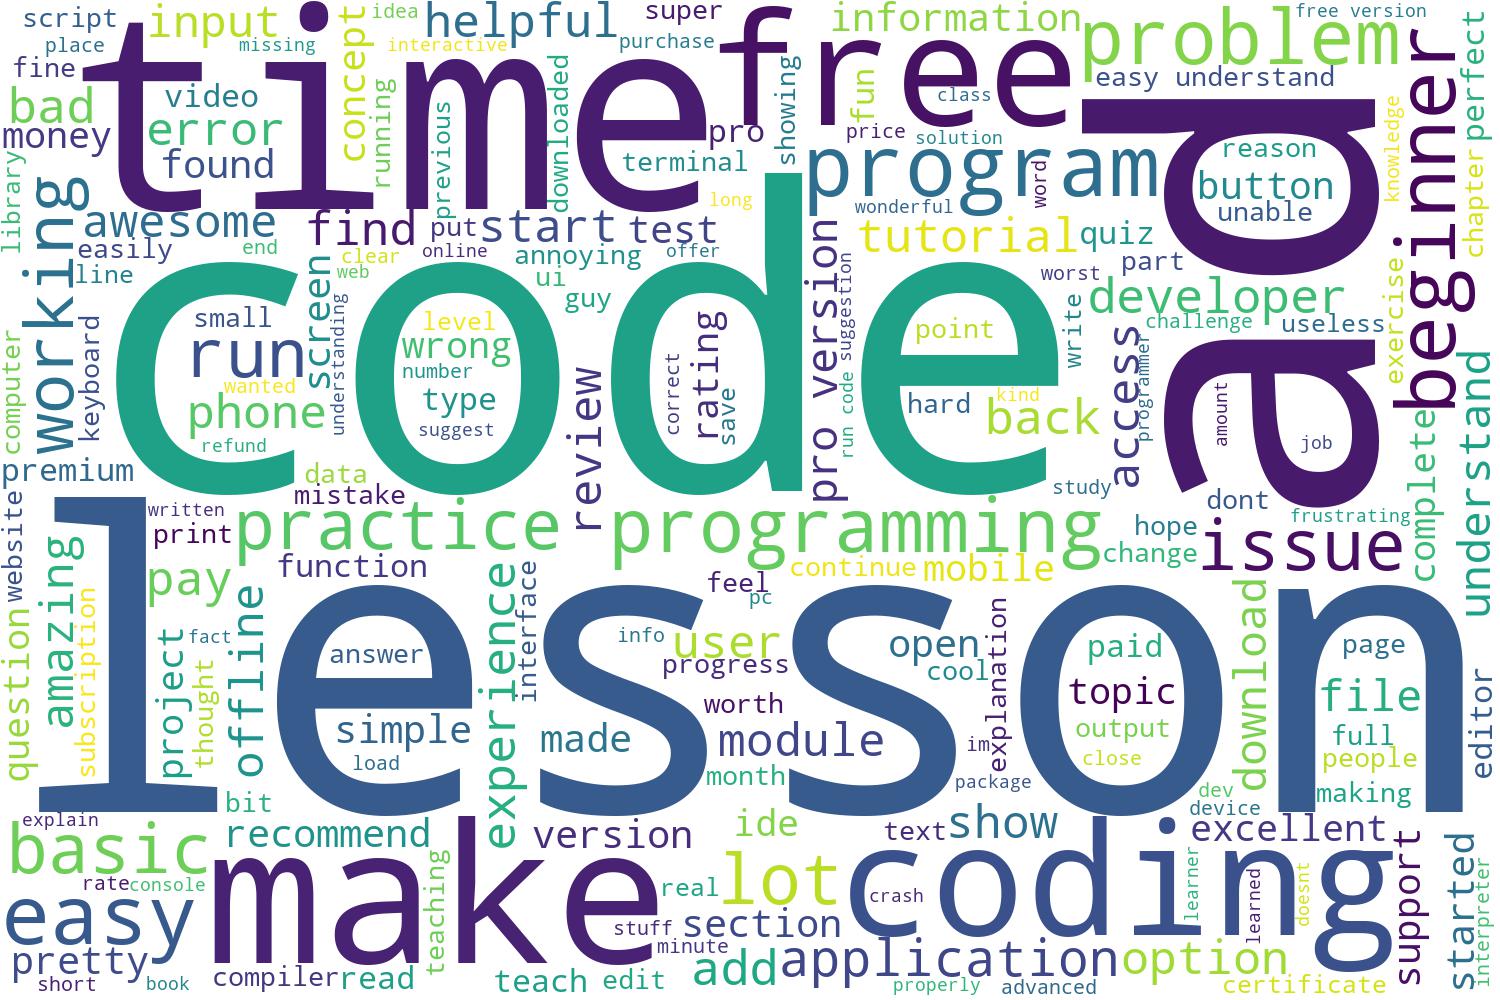 script
input
idea
helpful
super
information
free version
place
missing
interactive
purchase
problem
time
free
fine
concept
bad
video
downloaded
showing
fun
class
easy understand
beginner
perfect
money
error
running
previous
pro
price
solution
ad
reason
knowledge
found
terminal
program
word
button
chapter
library
working
awesome
find
put
start
test
long
wonderful
tutorial
quiz
unable
easily
end
clear
online
annoying
offer
pro version
part
line
web
ui
worst
exercise
code
screen
guy
run code suggestion
write
developer
computer
keyboard
understanding
small
level
rating
point
challenge
useless
run
wrong
correct
save
access
programmer
wanted
number
review
kind
phone
type
hard
back
amount
complete
understand
refund
suggest
job
premium
data
mistake
study
dont
website
written
practice
programming
hope
frustrating
print
change
issue
lesson
amazing
pay
function
experience
interface
feel
continue
mobile
download
pc
question
subscription
project
fact
offline
info
user
open
explanation
paid
page
thought
answer
progress
cool
topic
file
editor
simple
worth
output
made
module
im
full
load
month
package
close
people
bit
dev
making
explain
recommend
version
ide
text
show
device
excellent
basic
make
lot
coding
support
started
rate
console
teaching
real
crash
learner
learned
doesnt
interpreter
easy
stuff
section
pretty
minute
add
application
option
short
book
compiler
read
teach
edit
properly
advanced
certificate